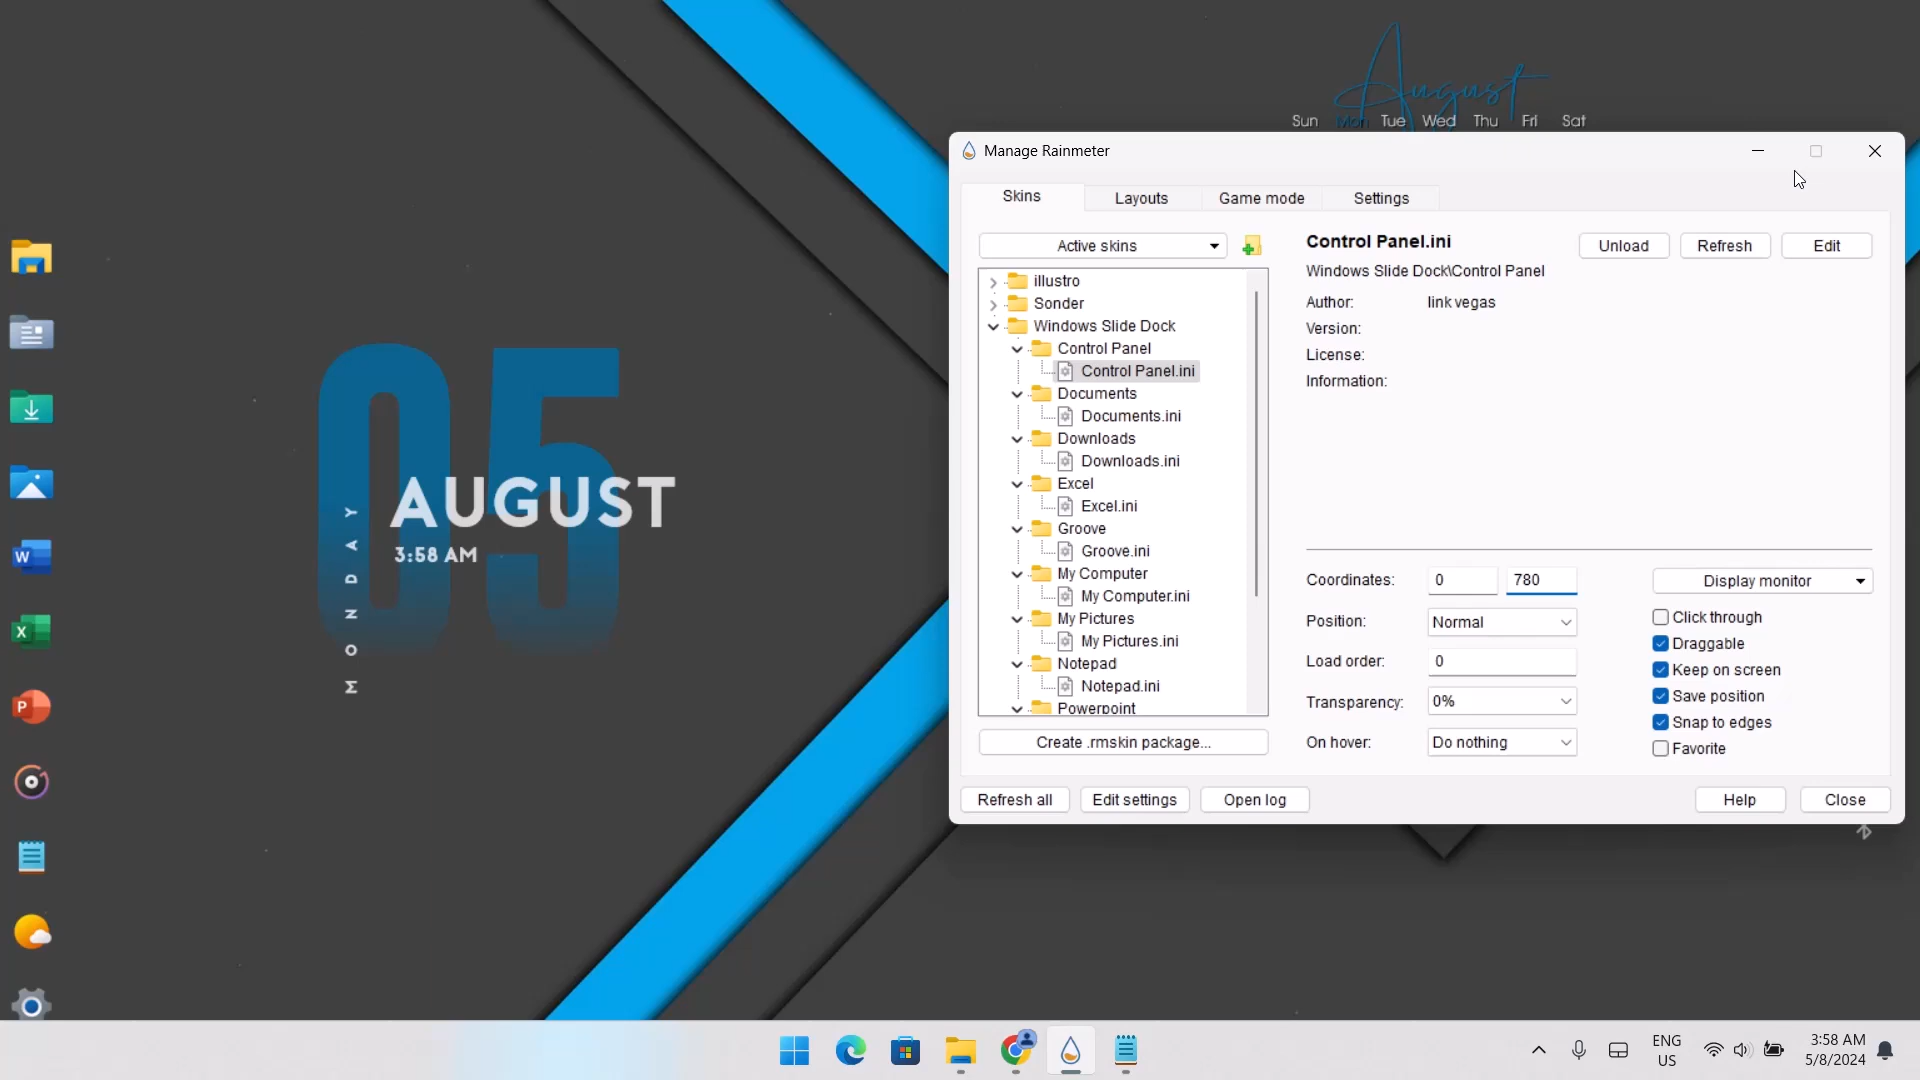 August
Sun Mon Tue Wed Thu Fri Sat
Manage Rainmeter
Skins
Layouts
Game mode
Settings
Active skins
illustro
Sonder
Windows Slide Dock
Control Panel
Control Panel.ini
Documents
Documents.ini
Downloads
Downloads.ini
Excel
Excel.ini
Groove
Groove.ini
My Computer
My Computer.ini
My Pictures
My Pictures.ini
Notepad
Notepad.ini
Powerpoint
Create .rmskin package...
Control Panel.ini
Unload
Refresh
Edit
Windows Slide Dock\Control Panel
Author: link vegas
Version:
License:
Information:
Coordinates: 0 780
Display monitor
Position: Normal
Click through
Draggable
Load order: 0
Keep on screen
Save position
Transparency: 0%
Snap to edges
On hover: Do nothing
Favorite
Refresh all
Edit settings
Open log
Help
Close
05
MONDAY
AUGUST
3:58 AM
W
X
P
ENG
US
3:58 AM
5/8/2024